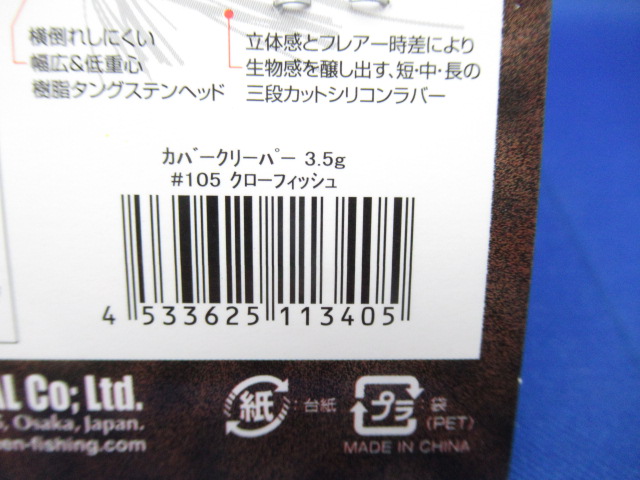 横倒れしにくい
幅広&低重心
樹脂タングステンヘッド
立体感とフレアー時差により
生物感を醸し出す、短・中・長の
三段カットシリコンラバー
カバークリーパー 3.5g
#105 クローフィッシュ
4 533625 113405
Co; Ltd.
Osaka, Japan.
en-fishing.com
紙 : 台紙
プラ : 袋
(PET)
MADE IN CHINA